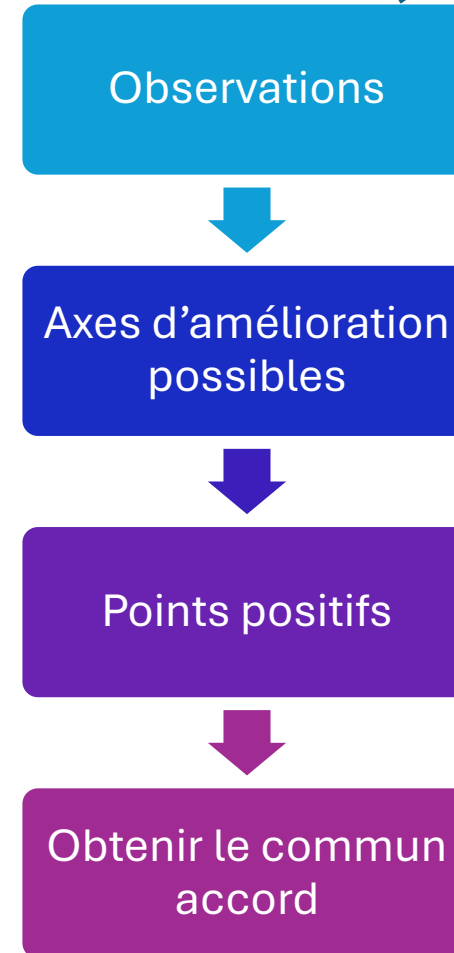 Observations
Axes d’amélioration
possibles
Points positifs
Obtenir le commun
accord